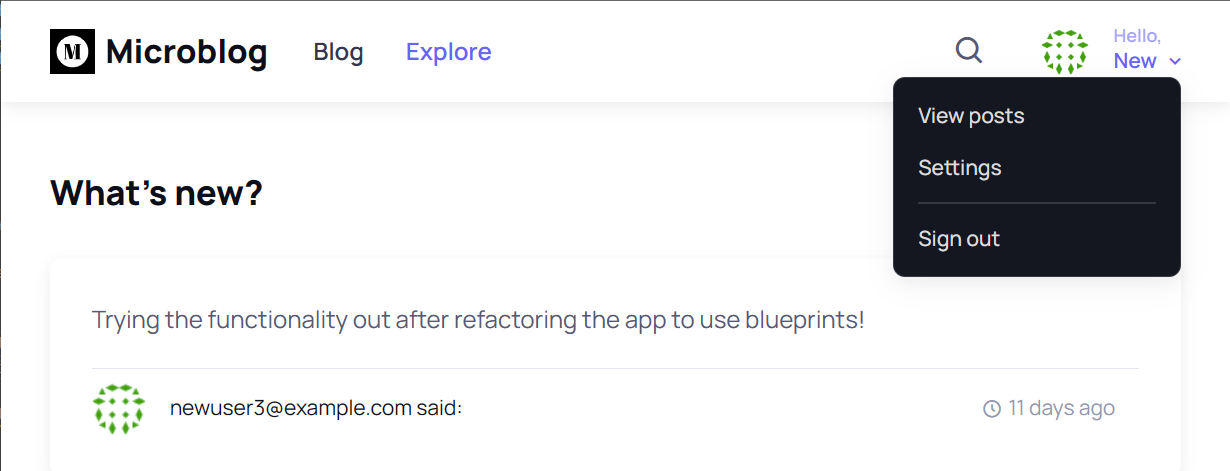 M Microblog Blog Explore Hello,
New
View posts
Settings
Sign out
What's new?
Trying the functionality out after refactoring the app to use blueprints!
newuser3@example.com said: 11 days ago